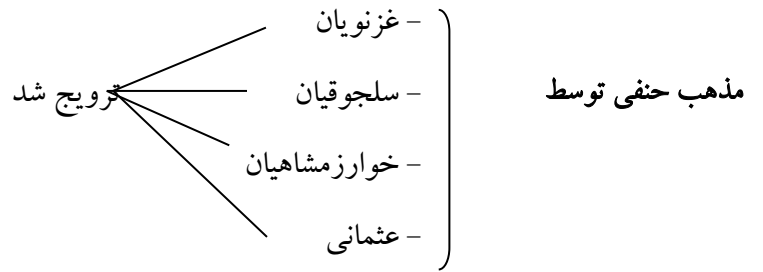 – غزنویان
مذهب حنفی توسط – سلجوقیان ترویج شد
– خوارزمشاهیان
– عثمانی